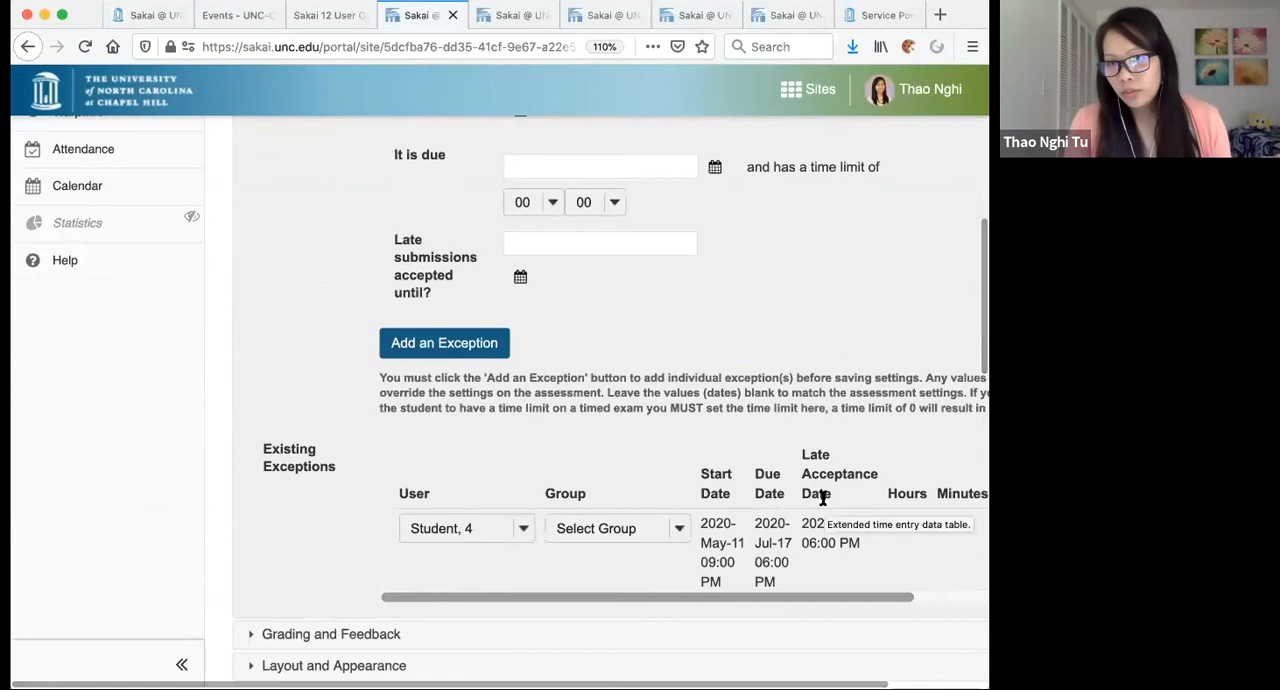 Sakai @ UN
Events - UNC-C
Sakai 12 User G
Sakai @
Sakai @ UN
Sakai @ UN
Sakai @ UN
Sakai @ UN
Service Po
https://sakai.unc.edu/portal/site/5dcfba76-dd35-41cf-9e67-a22e5
110%
Search
THE UNIVERSITY
of NORTH CAROLINA
at CHAPEL HILL
Sites
Thao Nghi
Thao Nghi Tu
Attendance
Calendar
Statistics
Help
It is due
and has a time limit of
00 00
Late
submissions
accepted
until?
Add an Exception
You must click the 'Add an Exception' button to add individual exception(s) before saving settings. Any values
override the settings on the assessment. Leave the values (dates) blank to match the assessment settings. If yo
the student to have a time limit on a timed exam you MUST set the time limit here, a time limit of 0 will result in
Existing
Exceptions
User
Group
Start
Date
Due
Date
Late
Acceptance
Date
Hours
Minutes
Student, 4
Select Group
2020-
May-11
09:00
PM
2020-
Jul-17
06:00
PM
202
06:00 PM
Extended time entry data table.
Grading and Feedback
Layout and Appearance